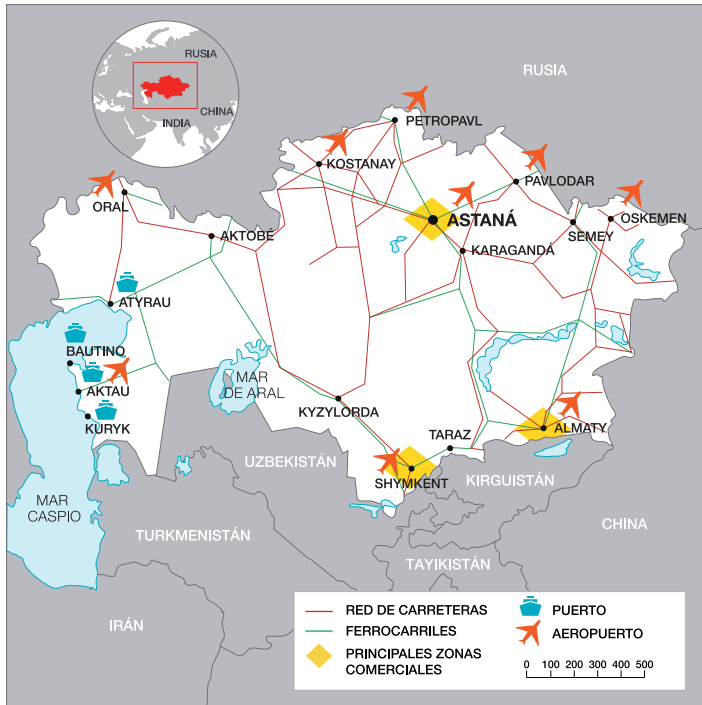 RUSIA
CHINA
INDIA
RUSIA
PETROPAVL
KOSTANAY
PAVLODAR
ORAL
ASTANÁ
OSKEMEN
AKTOBÉ
SEMEY
KARAGANDÁ
ATYRAU
BAUTINO
MAR
DE ARAL
AKTAU
KYZYLORDA
KURYK
ALMATY
TARAZ
UZBEKISTÁN
SHYMKENT
KIRGUISTÁN
MAR
CASPIO
CHINA
TURKMENISTÁN
TAYIKISTÁN
IRÁN
RED DE CARRETERAS
FERROCARRILES
PRINCIPALES ZONAS
COMERCIALES
PUERTO
AEROPUERTO
0 100 200 300 400 500